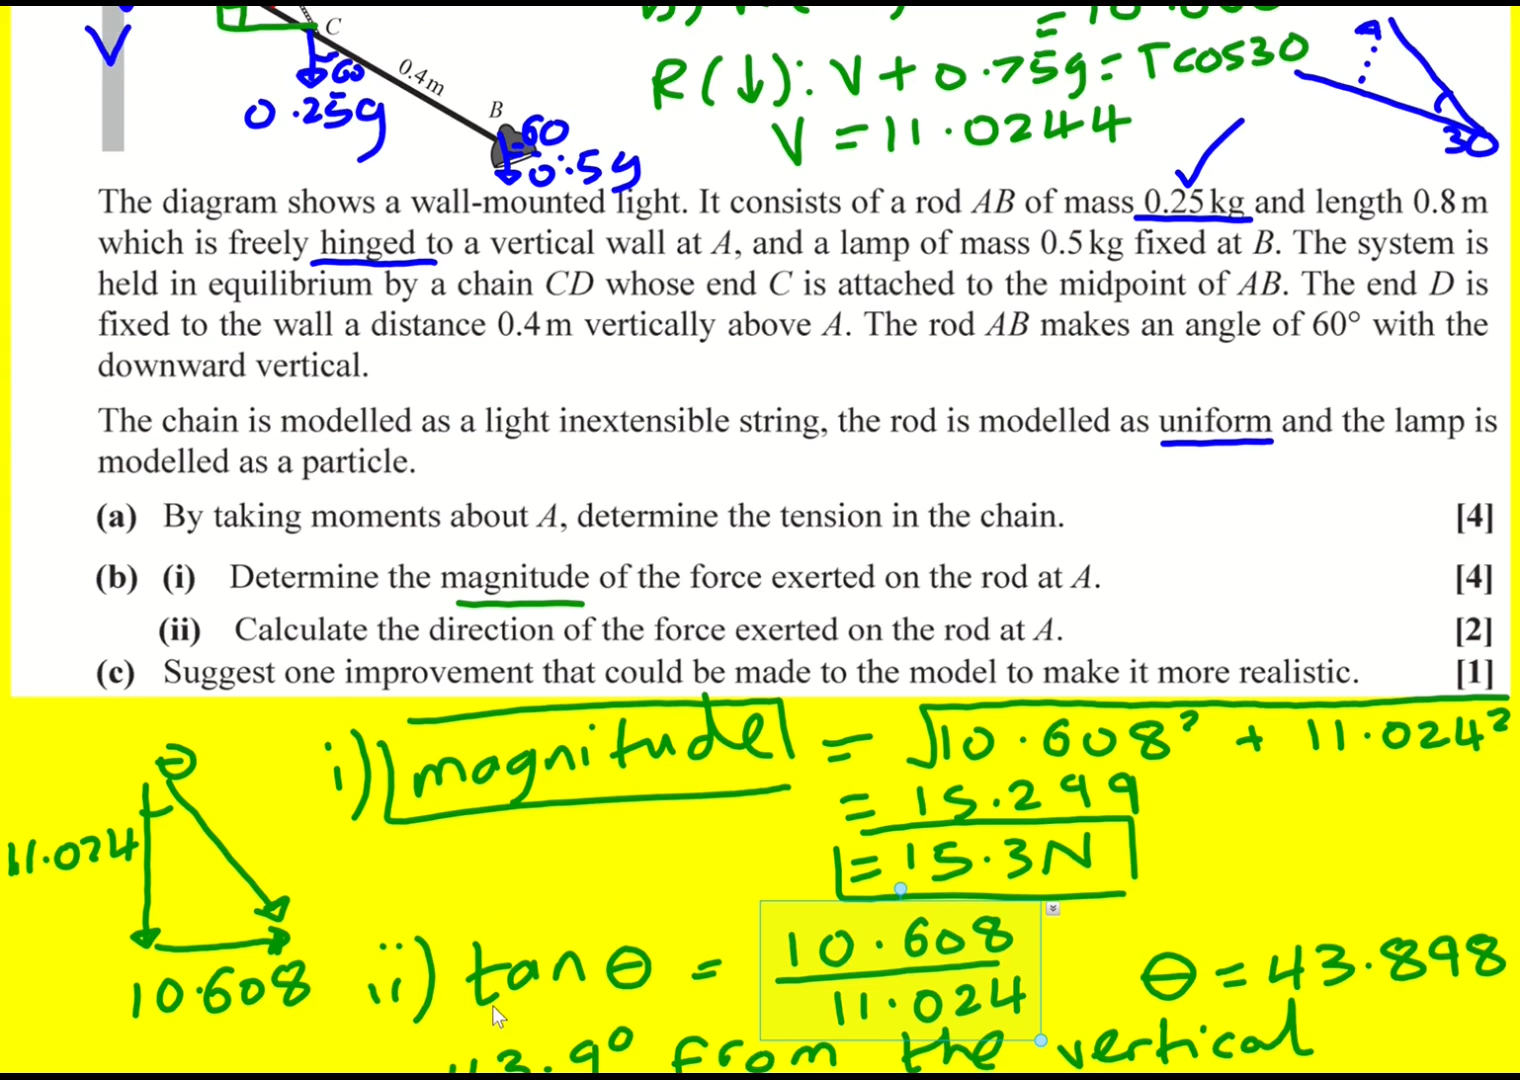 C
V
60
0.25g
0.4 m
B
60
0.5g
R(↓): V + 0.75g = Tcos30
V = 11.0244
30
The diagram shows a wall-mounted light. It consists of a rod AB of mass 0.25 kg and length 0.8 m
which is freely hinged to a vertical wall at A, and a lamp of mass 0.5 kg fixed at B. The system is
held in equilibrium by a chain CD whose end C is attached to the midpoint of AB. The end D is
fixed to the wall a distance 0.4 m vertically above A. The rod AB makes an angle of 60° with the
downward vertical.
The chain is modelled as a light inextensible string, the rod is modelled as uniform and the lamp is
modelled as a particle.
(a) By taking moments about A, determine the tension in the chain. [4]
(b) (i) Determine the magnitude of the force exerted on the rod at A. [4]
(ii) Calculate the direction of the force exerted on the rod at A. [2]
(c) Suggest one improvement that could be made to the model to make it more realistic. [1]
i) magnitude = √10.608² + 11.024²
= 15.299
= 15.3N
θ
11.024
10.608
ii) tan θ = 10.608 / 11.024 θ = 43.898
43.9° from the vertical